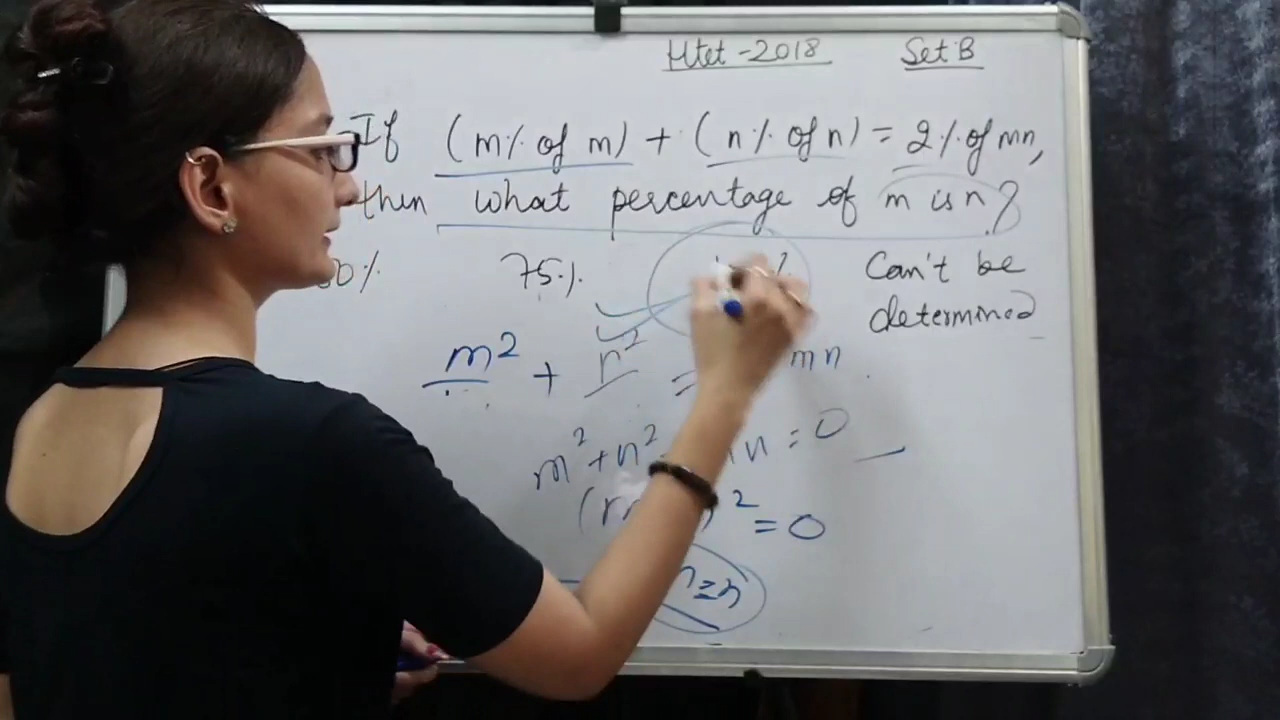 Htet -2018 Set B
If (m% of m) + (n% of n) = 2% of mn,
then what percentage of m is n?
75% Can't be
determined
m² + n² = mn
m² + n² n = 0
( )² = 0
= n